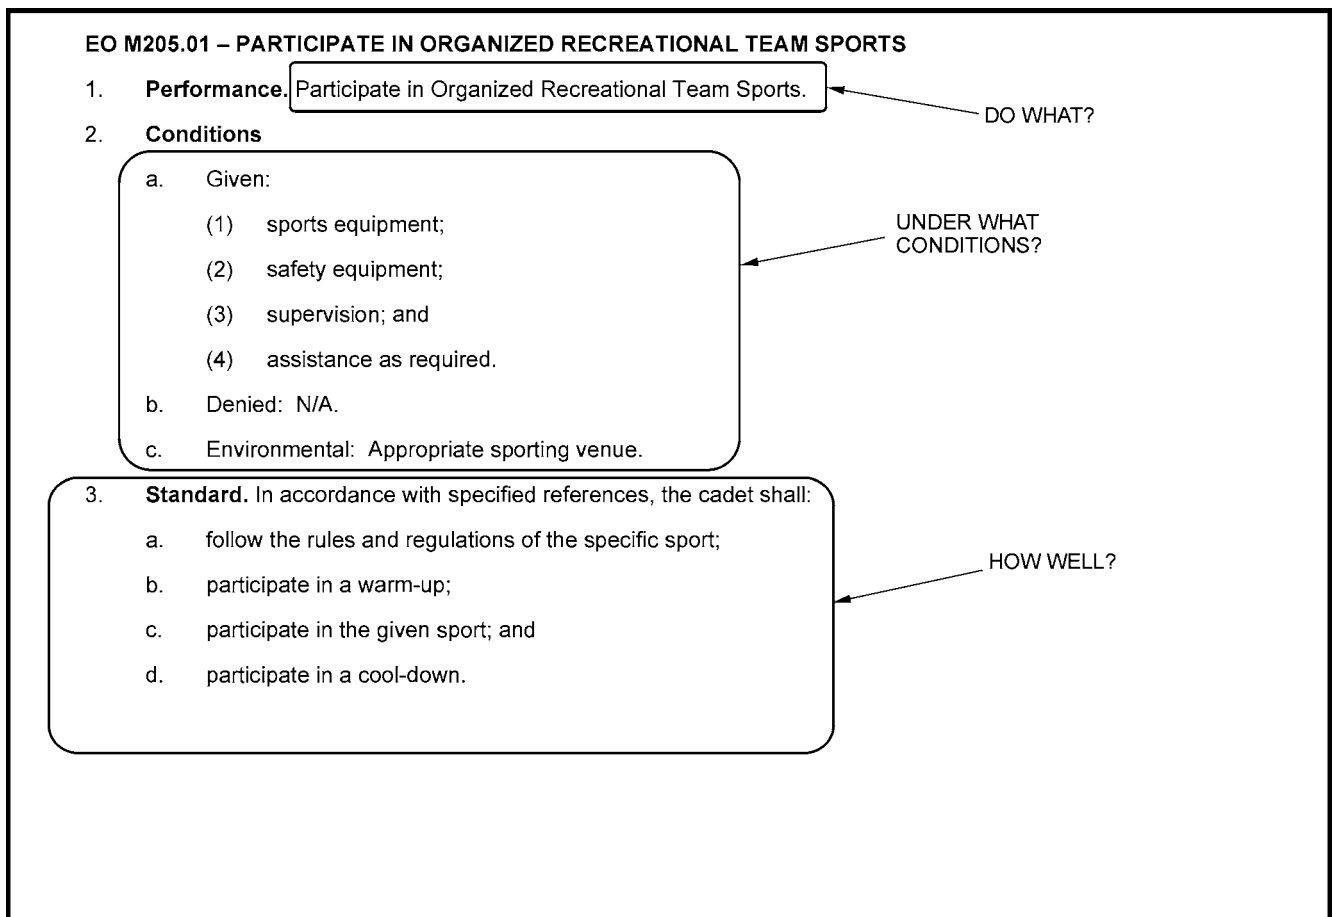 EO M205.01 – PARTICIPATE IN ORGANIZED RECREATIONAL TEAM SPORTS
1. Performance. Participate in Organized Recreational Team Sports.
DO WHAT?
2. Conditions
a. Given:
(1) sports equipment;
(2) safety equipment;
(3) supervision; and
(4) assistance as required.
b. Denied: N/A.
c. Environmental: Appropriate sporting venue.
UNDER WHAT
CONDITIONS?
3. Standard. In accordance with specified references, the cadet shall:
a. follow the rules and regulations of the specific sport;
b. participate in a warm-up;
c. participate in the given sport; and
d. participate in a cool-down.
HOW WELL?